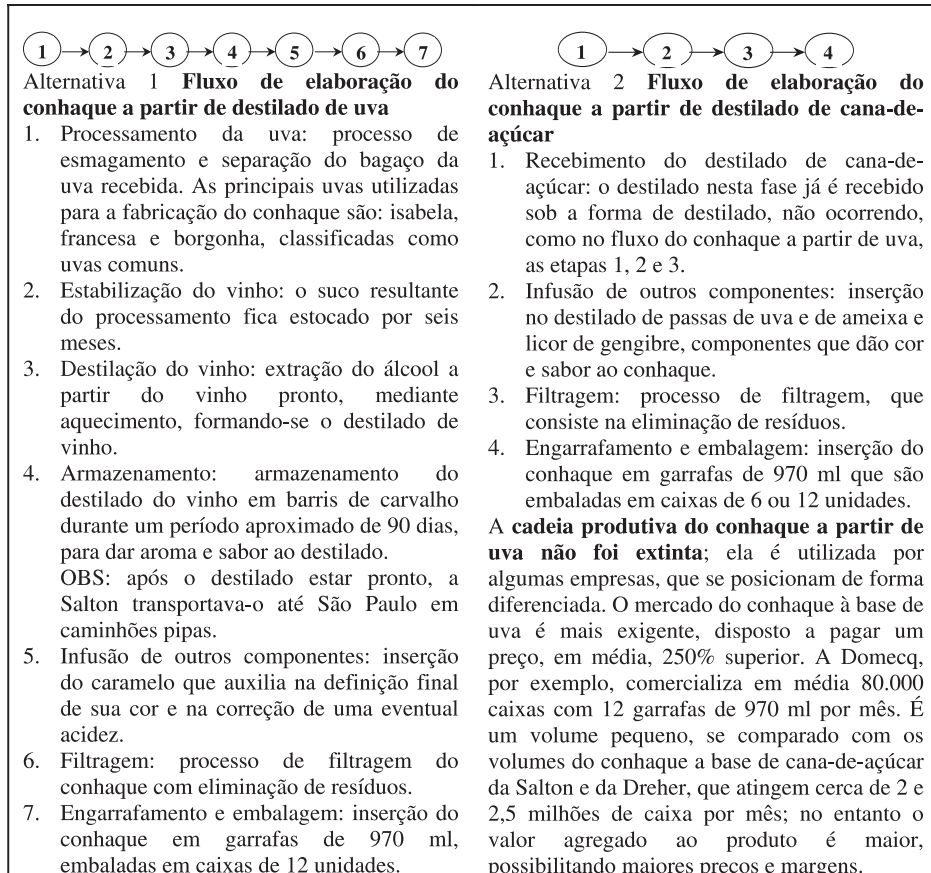 1 2 3 4 5 6 7
Alternativa 1 Fluxo de elaboração do
conhaque a partir de destilado de uva
1. Processamento da uva: processo de
esmagamento e separação do bagaço da
uva recebida. As principais uvas utilizadas
para a fabricação do conhaque são: isabela,
francesa e borgonha, classificadas como
uvas comuns.
2. Estabilização do vinho: o suco resultante
do processamento fica estocado por seis
meses.
3. Destilação do vinho: extração do álcool a
partir do vinho pronto, mediante
aquecimento, formando-se o destilado de
vinho.
4. Armazenamento: armazenamento do
destilado do vinho em barris de carvalho
durante um período aproximado de 90 dias,
para dar aroma e sabor ao destilado.
OBS: após o destilado estar pronto, a
Salton transportava-o até São Paulo em
caminhões pipas.
5. Infusão de outros componentes: inserção
do caramelo que auxilia na definição final
de sua cor e na correção de uma eventual
acidez.
6. Filtragem: processo de filtragem do
conhaque com eliminação de resíduos.
7. Engarrafamento e embalagem: inserção do
conhaque em garrafas de 970 ml,
embaladas em caixas de 12 unidades.
1 2 3 4
Alternativa 2 Fluxo de elaboração do
conhaque a partir de destilado de cana-de-
açúcar
1. Recebimento do destilado de cana-de-
açúcar: o destilado nesta fase já é recebido
sob a forma de destilado, não ocorrendo,
como no fluxo do conhaque a partir de uva,
as etapas 1, 2 e 3.
2. Infusão de outros componentes: inserção
no destilado de passas de uva e de ameixa e
licor de gengibre, componentes que dão cor
e sabor ao conhaque.
3. Filtragem: processo de filtragem, que
consiste na eliminação de resíduos.
4. Engarrafamento e embalagem: inserção do
conhaque em garrafas de 970 ml que são
embaladas em caixas de 6 ou 12 unidades.
A cadeia produtiva do conhaque a partir de
uva não foi extinta; ela é utilizada por
algumas empresas, que se posicionam de forma
diferenciada. O mercado do conhaque à base de
uva é mais exigente, disposto a pagar um
preço, em média, 250% superior. A Domecq,
por exemplo, comercializa em média 80.000
caixas com 12 garrafas de 970 ml por mês. É
um volume pequeno, se comparado com os
volumes do conhaque a base de cana-de-açúcar
da Salton e da Dreher, que atingem cerca de 2 e
2,5 milhões de caixa por mês; no entanto o
valor agregado ao produto é maior,
possibilitando maiores preços e margens.